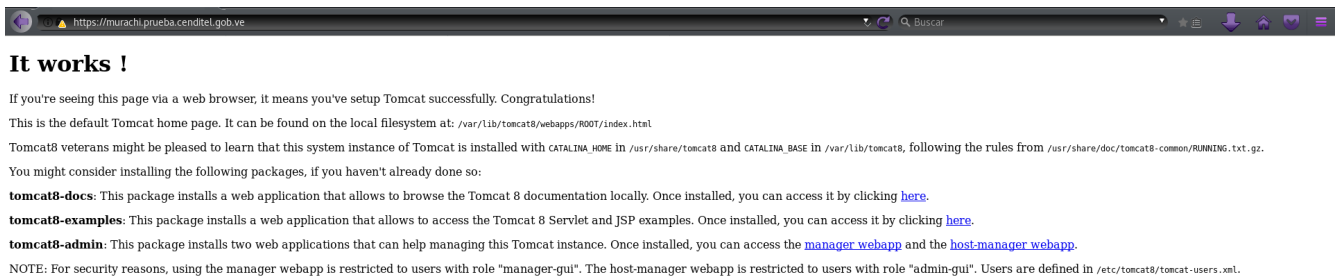 https://murachi.prueba.cenditel.gob.ve
Buscar
It works !
If you're seeing this page via a web browser, it means you've setup Tomcat successfully. Congratulations!
This is the default Tomcat home page. It can be found on the local filesystem at: /var/lib/tomcat8/webapps/ROOT/index.html
Tomcat8 veterans might be pleased to learn that this system instance of Tomcat is installed with CATALINA_HOME in /usr/share/tomcat8 and CATALINA_BASE in /var/lib/tomcat8, following the rules from /usr/share/doc/tomcat8-common/RUNNING.txt.gz.
You might consider installing the following packages, if you haven't already done so:
tomcat8-docs: This package installs a web application that allows to browse the Tomcat 8 documentation locally. Once installed, you can access it by clicking here.
tomcat8-examples: This package installs a web application that allows to access the Tomcat 8 Servlet and JSP examples. Once installed, you can access it by clicking here.
tomcat8-admin: This package installs two web applications that can help managing this Tomcat instance. Once installed, you can access the manager webapp and the host-manager webapp.
NOTE: For security reasons, using the manager webapp is restricted to users with role "manager-gui". The host-manager webapp is restricted to users with role "admin-gui". Users are defined in /etc/tomcat8/tomcat-users.xml.